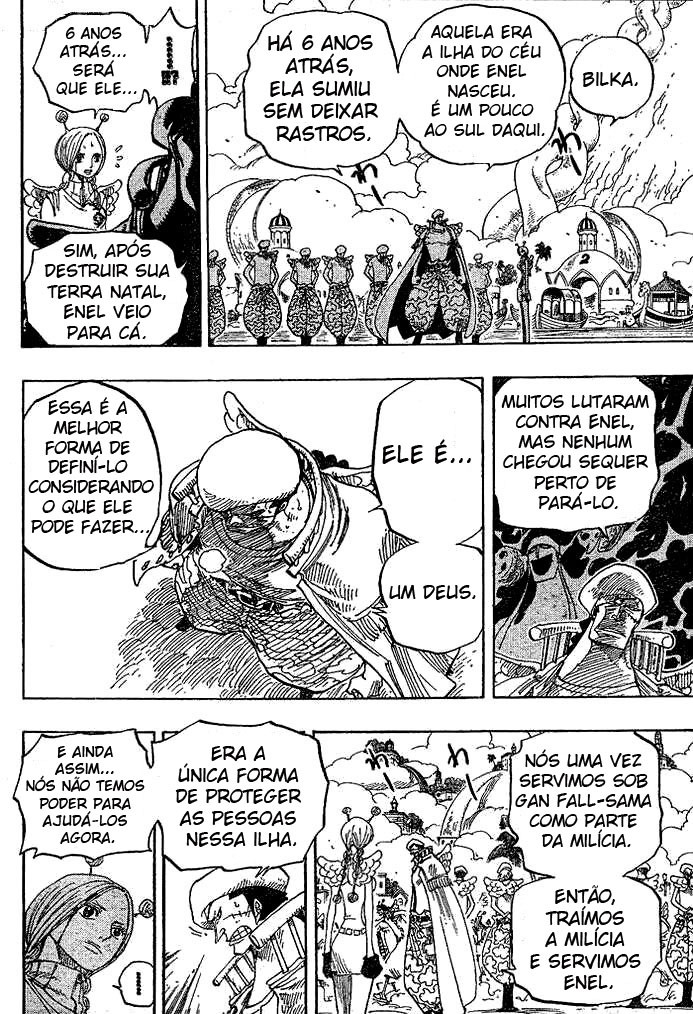 BILKA.
AQUELA ERA
A ILHA DO CÉU
ONDE ENEL
NASCEU.
É UM POUCO
AO SUL DAQUI.
HÁ 6 ANOS
ATRÁS,
ELA SUMIU
SEM DEIXAR
RASTROS.
2
6 ANOS
ATRÁS...
SERÁ
QUE ELE...
SIM, APÓS
DESTRUIR SUA
TERRA NATAL,
ENEL VEIO
PARA CÁ.
MUITOS LUTARAM
CONTRA ENEL,
MAS NENHUM
CHEGOU SEQUER
PERTO DE
PARÁ-LO.
ELE É...
UM DEUS.
ESSA É A
MELHOR
FORMA DE
DEFINÍ-LO
CONSIDERANDO
O QUE ELE
PODE FAZER...
NÓS UMA VEZ
SERVIMOS SOB
GAN FALL-SAMA
COMO PARTE
DA MILÍCIA.
ENTÃO,
TRAÍMOS
A MILÍCIA
E SERVIMOS
ENEL.
ERA A
ÚNICA FORMA
DE PROTEGER
AS PESSOAS
NESSA ILHA.
E AINDA
ASSIM...
NÓS NÃO TEMOS
PODER PARA
AJUDÁ-LOS
AGORA.